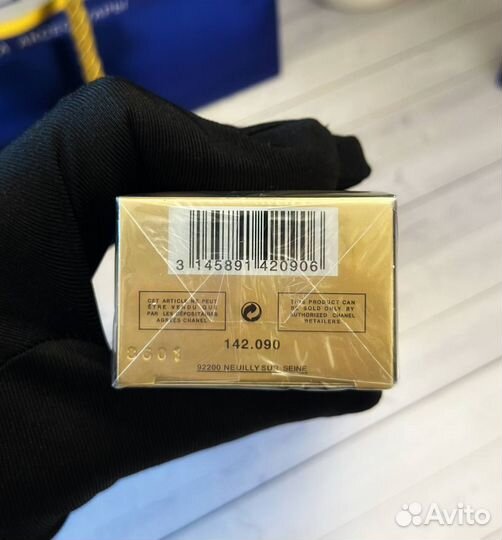 3 145891 420906
CET ARTICLE NE PEUT
ÊTRE VENDU QUE
PAR LES DÉPOSITAIRES
AGRÉÉS CHANEL
THIS PRODUCT CAN
BE SOLD ONLY BY
AUTHORIZED CHANEL
RETAILERS
8601
142.090
92200 NEUILLY SUR SEINE
Avito